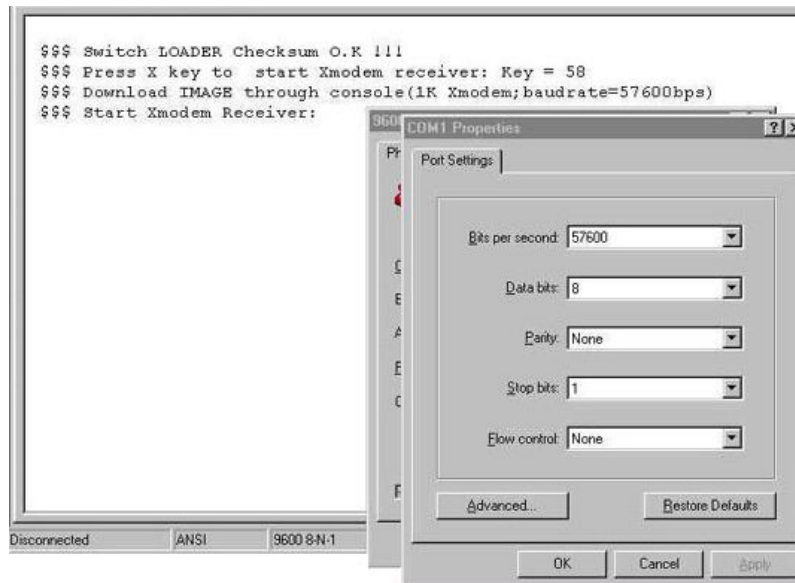 $$$ Switch LOADER Checksum O.K !!!
$$$ Press X key to  start Xmodem receiver: Key = 58
$$$ Download IMAGE through console(1K Xmodem;baudrate=57600bps)
$$$ Start Xmodem Receiver:
COM1 Properties
Port Settings
Bits per second: 57600
Data bits: 8
Parity: None
Stop bits: 1
Flow control: None
Advanced...
Restore Defaults
OK
Cancel
Apply
Disconnected
ANSI
9600 8-N-1